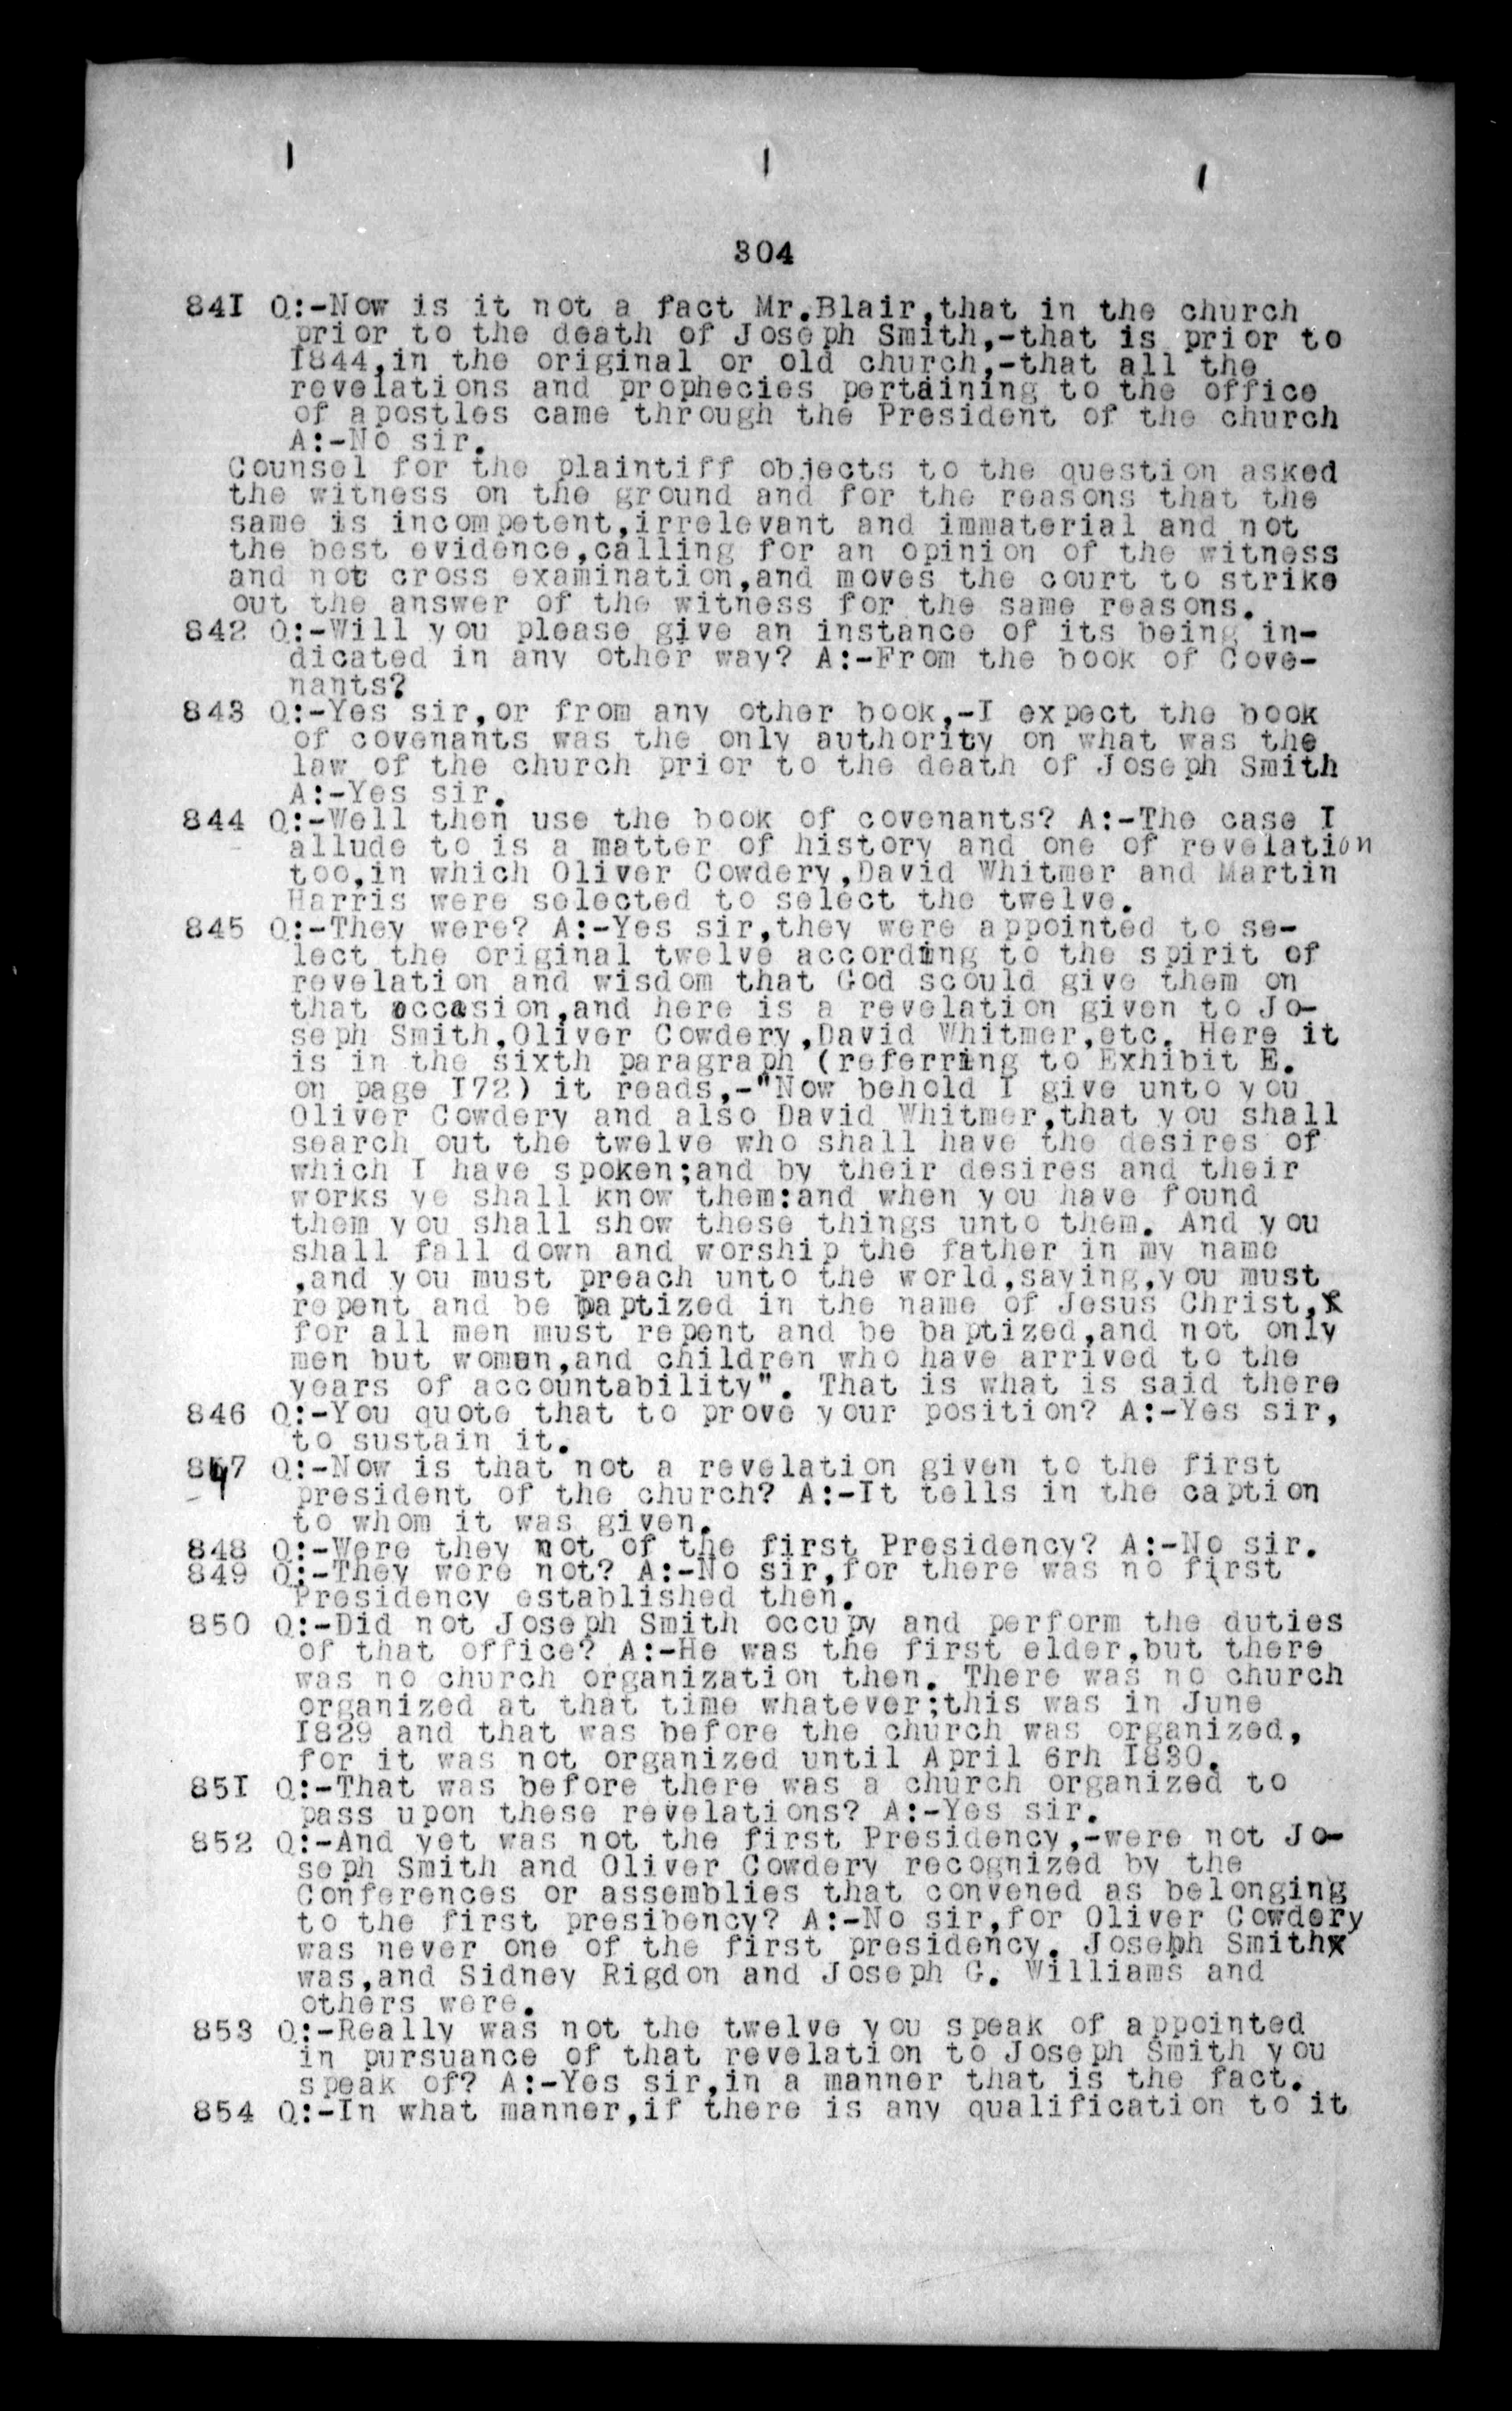 304
841 Q:-Now is it not a fact Mr.Blair,that in the church
prior to the death of Joseph Smith,-that is prior to
1844,in the original or old church,-that all the
revelations and prophecies pertaining to the office
of apostles came through the President of the church
A:-No sir.
Counsel for the plaintiff objects to the question asked
the witness on the ground and for the reasons that the
same is incompetent,irrelevant and immaterial and not
the best evidence,calling for an opinion of the witness
and not cross examination,and moves the court to strike
out the answer of the witness for the same reasons.
842 Q:-Will you please give an instance of its being in-
dicated in any other way? A:-From the book of Cove-
nants?
843 Q:-Yes sir,or from any other book,-I expect the book
of covenants was the only authority on what was the
law of the church prior to the death of Joseph Smith
A:-Yes sir.
844 Q:-Well then use the book of covenants? A:-The case I
allude to is a matter of history and one of revelation
too,in which Oliver Cowdery,David Whitmer and Martin
Harris were selected to select the twelve.
845 Q:-They were? A:-Yes sir,they were appointed to se-
lect the original twelve according to the spirit of
revelation and wisdom that God scould give them on
that occasion,and here is a revelation given to Jo-
seph Smith,Oliver Cowdery,David Whitmer,etc. Here it
is in the sixth paragraph (referring to Exhibit E.
on page 172) it reads,-"Now behold I give unto you
Oliver Cowdery and also David Whitmer,that you shall
search out the twelve who shall have the desires of
which I have spoken;and by their desires and their
works ye shall know them:and when you have found
them you shall show these things unto them. And you
shall fall down and worship the father in my name
,and you must preach unto the world,saying,you must
repent and be baptized in the name of Jesus Christ,
for all men must repent and be baptized,and not only
men but women,and children who have arrived to the
years of accountability". That is what is said there
846 Q:-You quote that to prove your position? A:-Yes sir,
to sustain it.
847 Q:-Now is that not a revelation given to the first
president of the church? A:-It tells in the caption
to whom it was given.
848 Q:-Were they not of the first Presidency? A:-No sir.
849 Q:-They were not? A:-No sir,for there was no first
Presidency established then.
850 Q:-Did not Joseph Smith occupy and perform the duties
of that office? A:-He was the first elder,but there
was no church organization then. There was no church
organized at that time whatever;this was in June
1829 and that was before the church was organized,
for it was not organized until April 6rh 1830.
851 Q:-That was before there was a church organized to
pass upon these revelations? A:-Yes sir.
852 Q:-And yet was not the first Presidency,-were not Jo-
seph Smith and Oliver Cowdery recognized by the
Conferences or assemblies that convened as belonging
to the first presibency? A:-No sir,for Oliver Cowdery
was never one of the first presidency. Joseph Smith
was,and Sidney Rigdon and Joseph G. Williams and
others were.
853 Q:-Really was not the twelve you speak of appointed
in pursuance of that revelation to Joseph Smith you
speak of? A:-Yes sir,in a manner that is the fact.
854 Q:-In what manner,if there is any qualification to it